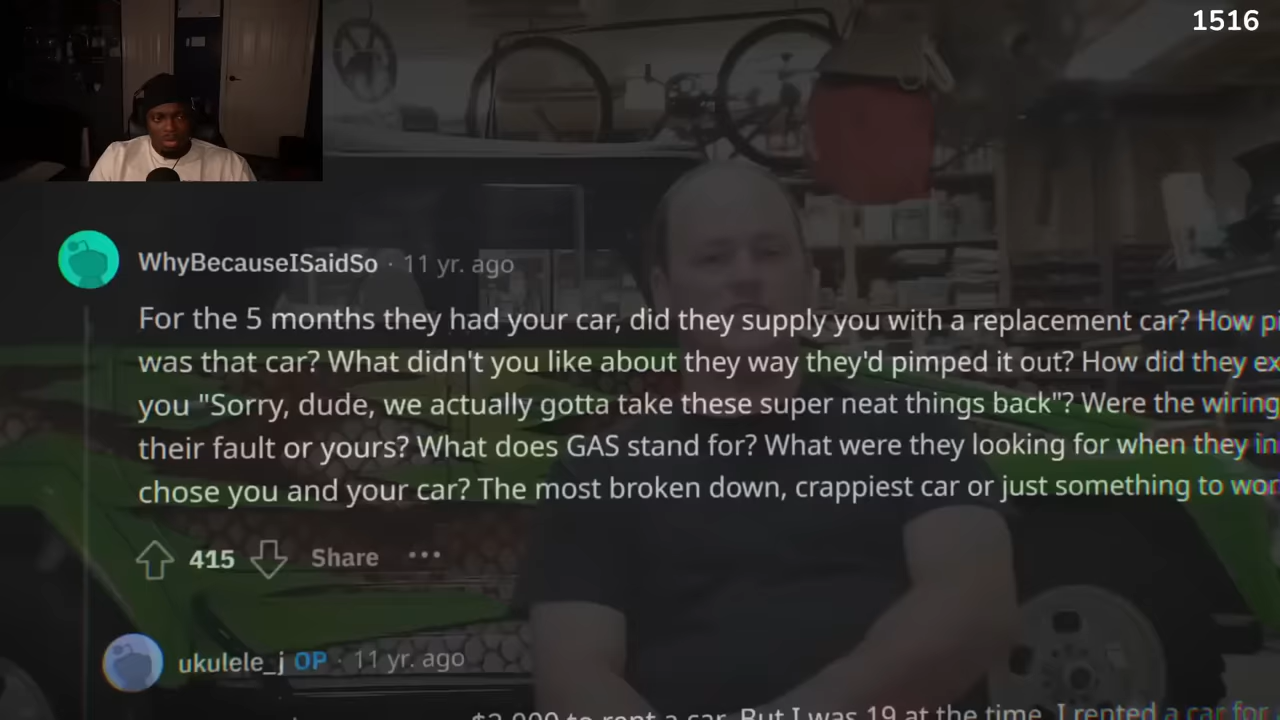 1516
WhyBecauseISaidSo · 11 yr. ago
For the 5 months they had your car, did they supply you with a replacement car? How
was that car? What didn't you like about they way they'd pimped it out? How did they
you "Sorry, dude, we actually gotta take these super neat things back"? Were the wiring
their fault or yours? What does GAS stand for? What were they looking for when they
chose you and your car? The most broken down, crappiest car or just something to
415 Share ···
ukulele_j OP · 11 yr. ago
$2,000 to rent a car. But I was 19 at the time. I rented a car for